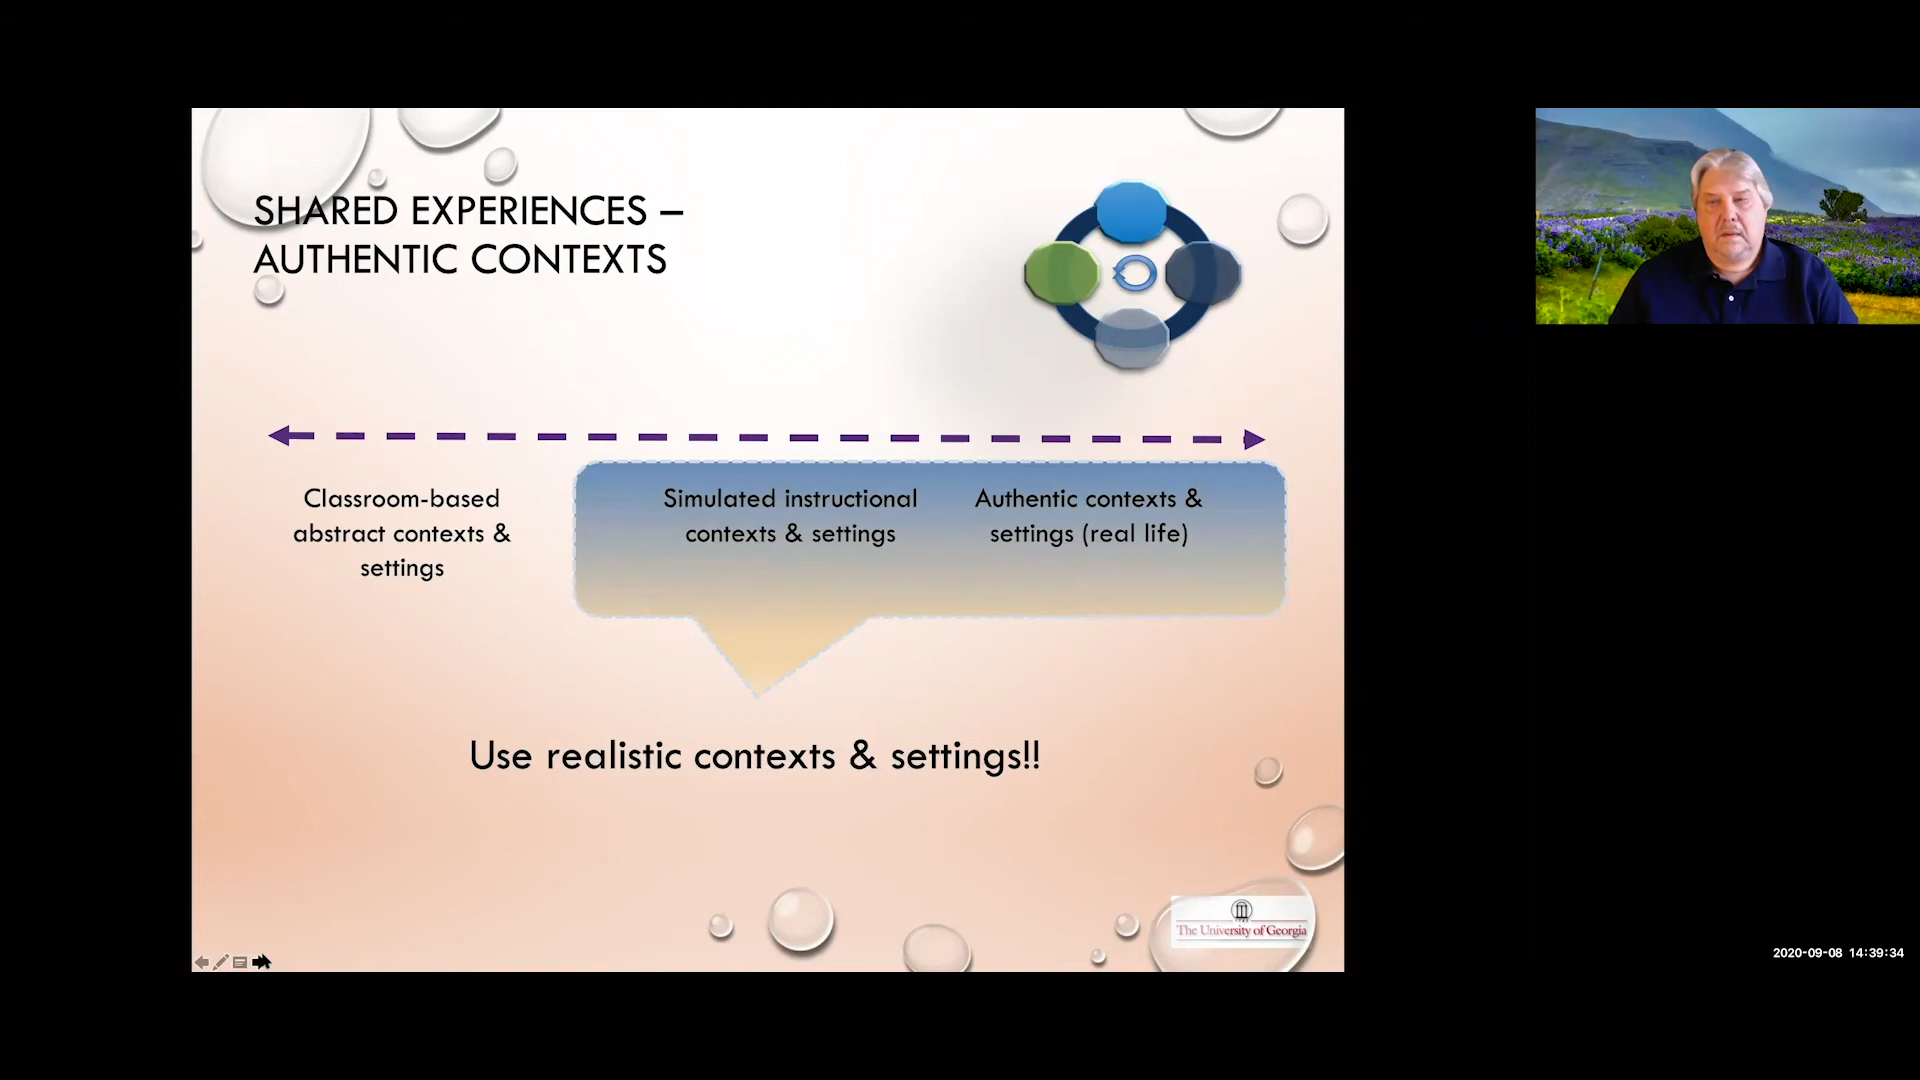 SHARED EXPERIENCES –
AUTHENTIC CONTEXTS
Classroom-based
abstract contexts &
settings
Simulated instructional
contexts & settings
Authentic contexts &
settings (real life)
Use realistic contexts & settings!!
The University of Georgia
2020-09-08 14:39:34